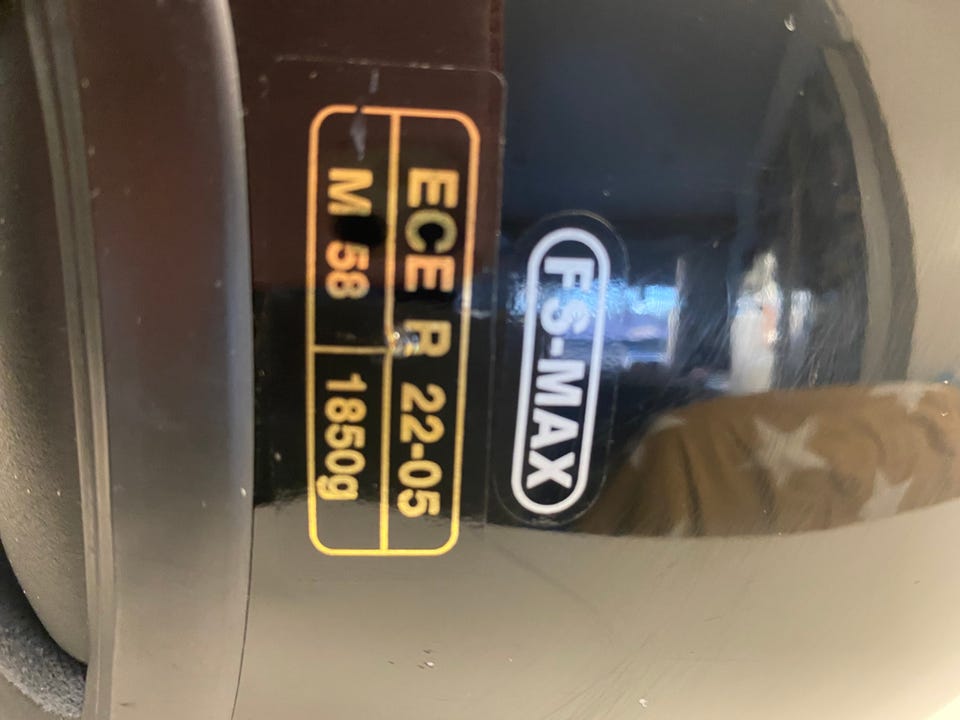 ECE R 22-05
M 58 1850g
FS-MAX